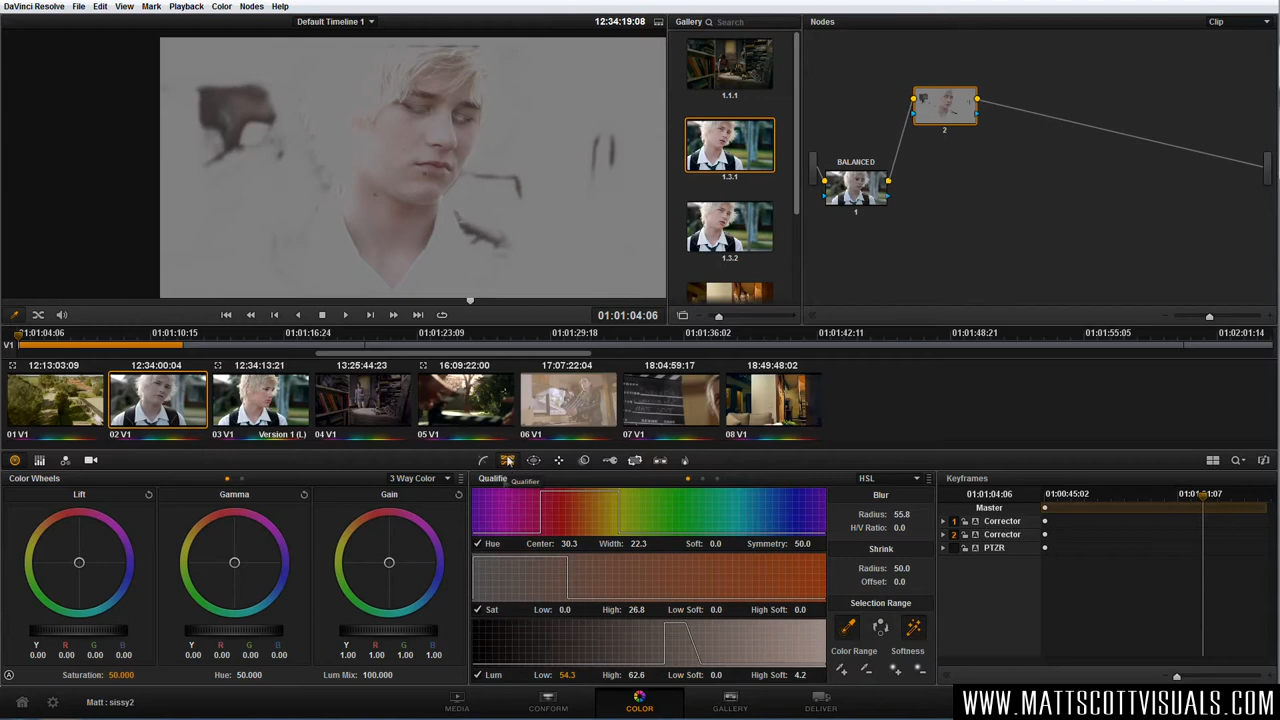 DaVinci Resolve File Edit View Mark Playback Color Nodes Help
Default Timeline 1 12:34:19:08 Gallery Search Nodes Clip
1.1.1
2
BALANCED
1
1.3.1
1.3.2
01:01:04:06
01:01:04:06 01:01:10:15 01:01:16:24 01:01:23:09 01:01:29:18 01:01:36:02 01:01:42:11 01:01:48:21 01:01:55:05 01:02:01:14
V1
12:13:03:09 12:34:00:04 12:34:13:21 13:25:44:23 16:09:22:00 17:07:22:04 18:04:59:17 18:49:48:02
01 V1 02 V1 03 V1 Version 1 (L) 04 V1 05 V1 06 V1 07 V1 08 V1
Color Wheels 3 Way Color Qualifie Qualifier HSL Keyframes
Lift Gamma Gain
Y R G B Y R G B Y R G B
0.00 0.00 0.00 0.00 0.00 0.00 0.00 0.00 1.00 1.00 1.00 1.00
Saturation: 50.000 Hue: 50.000 Lum Mix: 100.000
Hue Center: 30.3 Width: 22.3 Soft: 0.0 Symmetry: 50.0
Sat Low: 0.0 High: 26.8 Low Soft: 0.0 High Soft: 0.0
Lum Low: 54.3 High: 62.6 Low Soft: 0.0 High Soft: 4.2
Blur
Radius: 55.8
H/V Ratio: 0.0
Shrink
Radius: 50.0
Offset: 0.0
Selection Range
Color Range Softness
01:01:04:06 01:00:45:02
Master
1 Corrector
2 Corrector
PTZR
Matt : sissy2
MEDIA CONFORM COLOR GALLERY DELIVER
WWW.MATTSCOTTVISUALS.COM